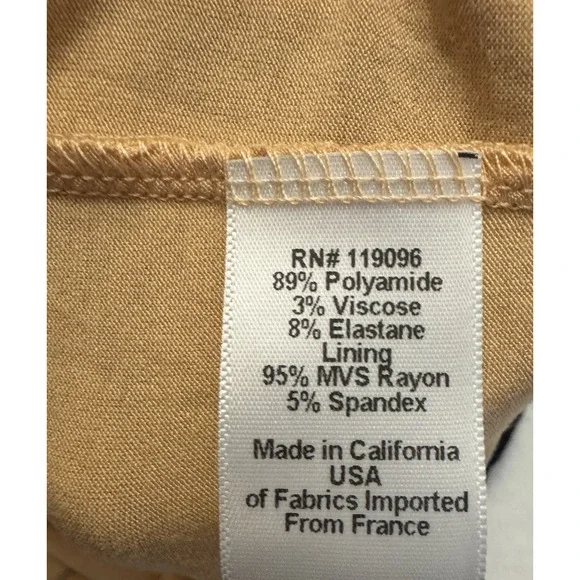 RN# 119096
89% Polyamide
3% Viscose
8% Elastane
Lining
95% MVS Rayon
5% Spandex
Made in California
USA
of Fabrics Imported
From France